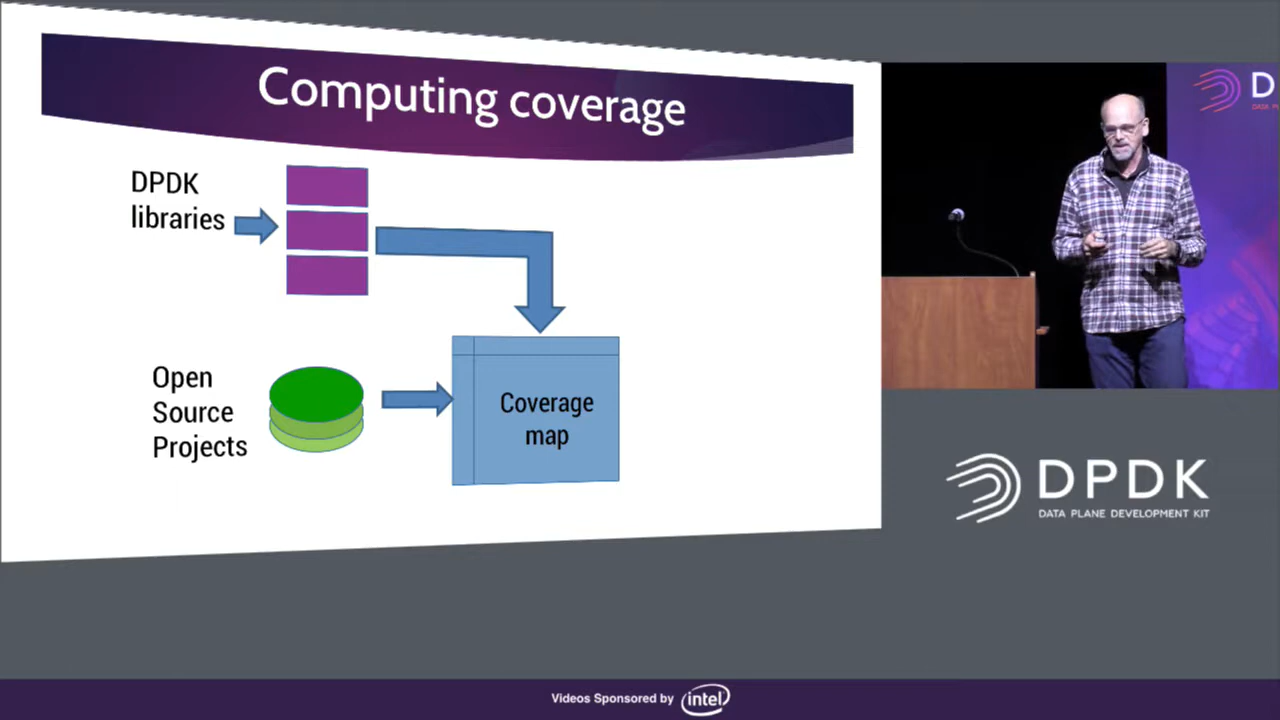 Computing coverage
DPDK
libraries
Open
Source
Projects
Coverage
map
D
DPDK
DATA PLANE DEVELOPMENT KIT
Videos Sponsored by intel